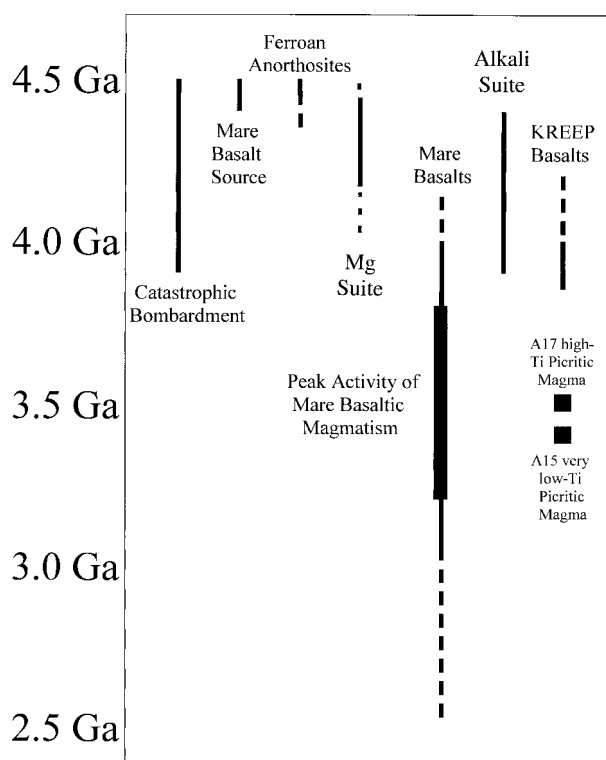 4.5 Ga
4.0 Ga
3.5 Ga
3.0 Ga
2.5 Ga
Catastrophic
Bombardment
Mare
Basalt
Source
Ferroan
Anorthosites
Mg
Suite
Mare
Basalts
Peak Activity of
Mare Basaltic
Magmatism
Alkali
Suite
KREEP
Basalts
A17 high-
Ti Picritic
Magma
A15 very
low-Ti
Picritic
Magma